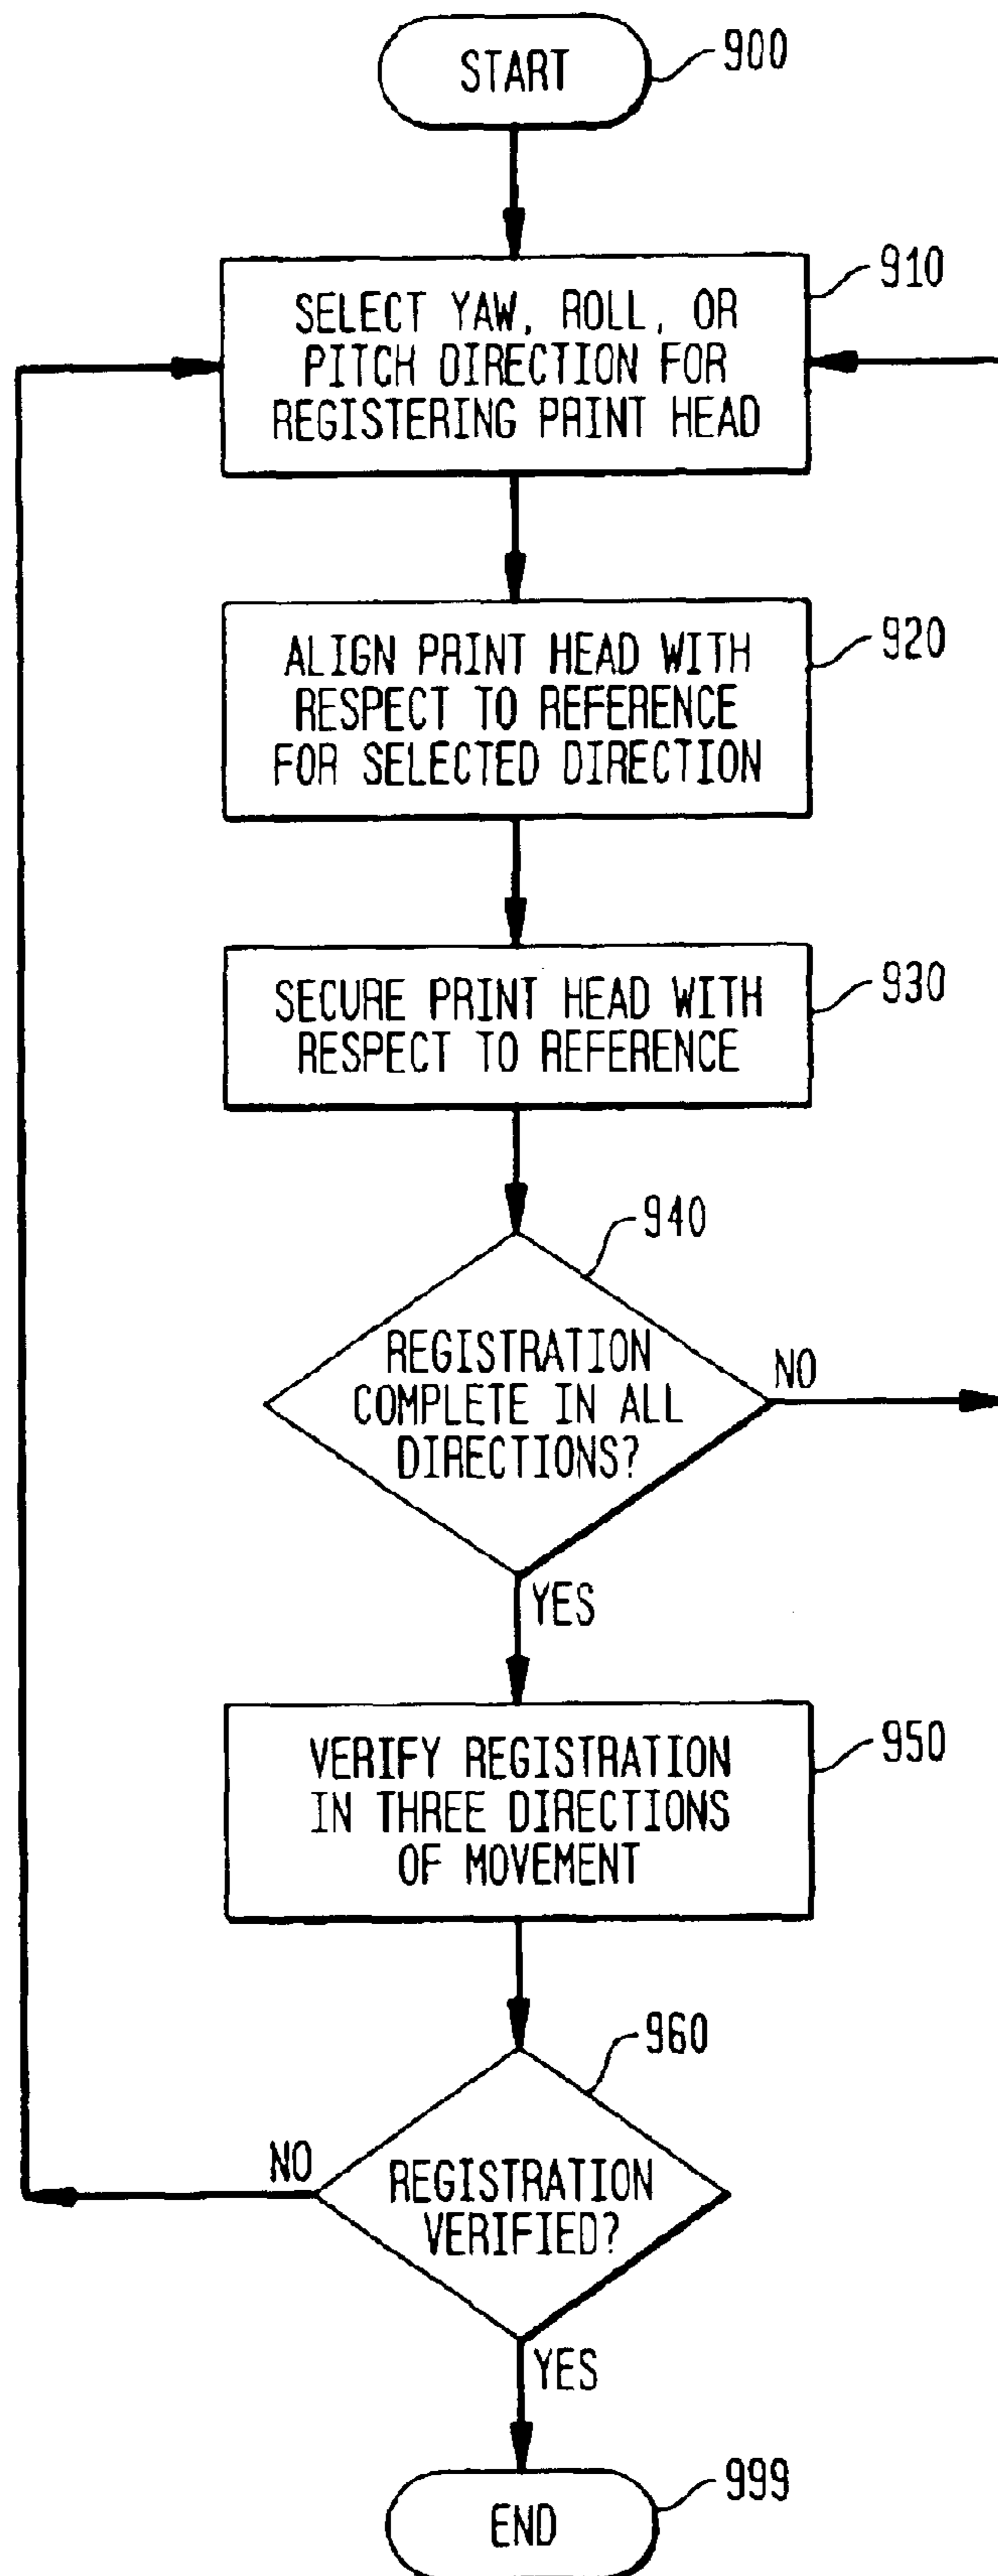 START
900
SELECT YAW, ROLL, OR
PITCH DIRECTION FOR
REGISTERING PRINT HEAD
910
ALIGN PRINT HEAD WITH
RESPECT TO REFERENCE
FOR SELECTED DIRECTION
920
SECURE PRINT HEAD WITH
RESPECT TO REFERENCE
930
940
REGISTRATION
COMPLETE IN ALL
DIRECTIONS?
NO
YES
VERIFY REGISTRATION
IN THREE DIRECTIONS
OF MOVEMENT
950
960
NO
REGISTRATION
VERIFIED?
YES
END
999